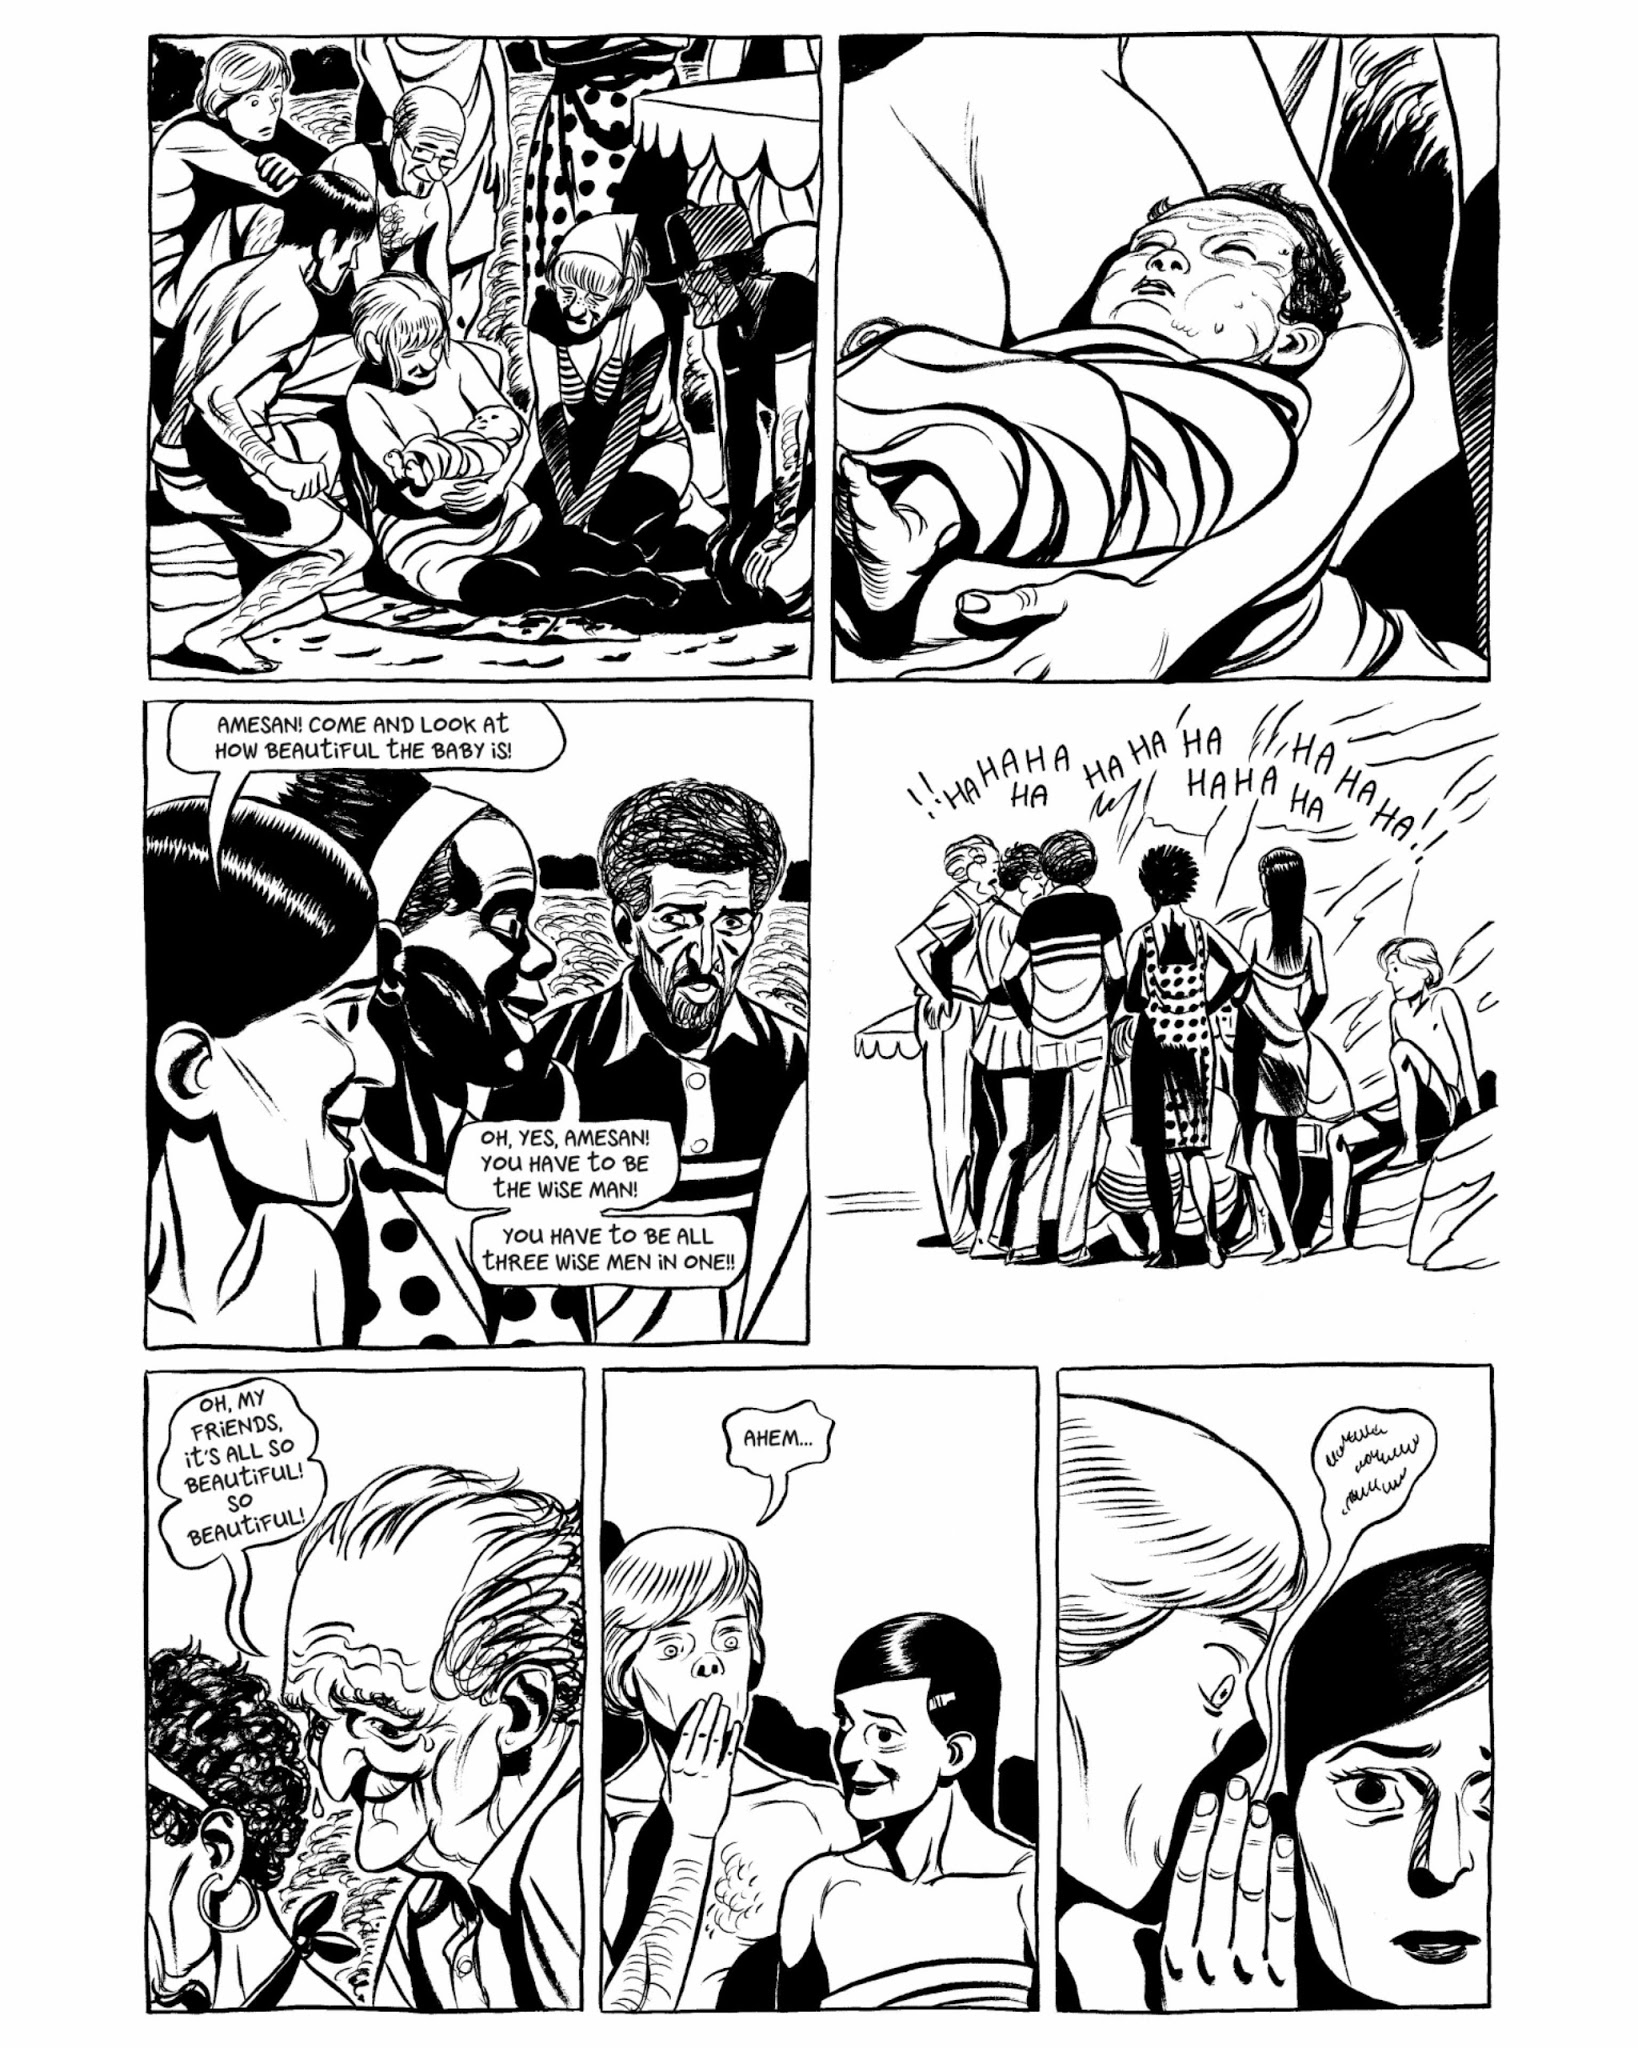 AMESAN! COME AND LOOK AT
HOW BEAUTIFUL THE BABY IS!
OH, YES, AMESAN!
YOU HAVE TO BE
THE WISE MAN!
YOU HAVE TO BE ALL
THREE WISE MEN IN ONE!!
!! HA HA HA HA
HA
HA HA HA
HA HA HA
HA HA HA HA!!
OH, MY
FRIENDS,
IT'S ALL SO
BEAUTIFUL!
SO
BEAUTIFUL!
AHEM...